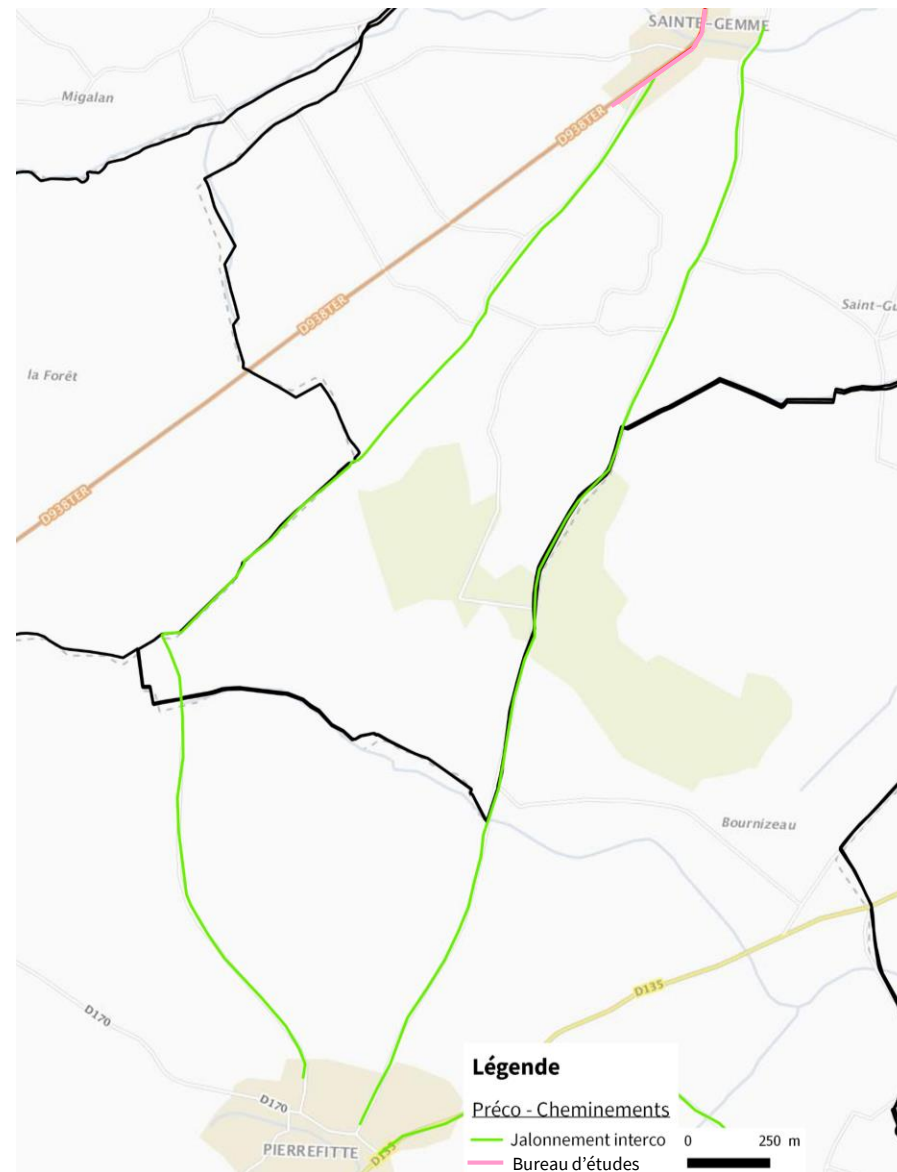 SAINTE-GEMME
Migalan
D938TER
Saint-Gu
D938TER
la Forêt
D938TER
Bournizeau
D135
D170
D170
PIERREFITTE
D135
Légende
Préco - Cheminements
Jalonnement interco
Bureau d'études
0 250 m